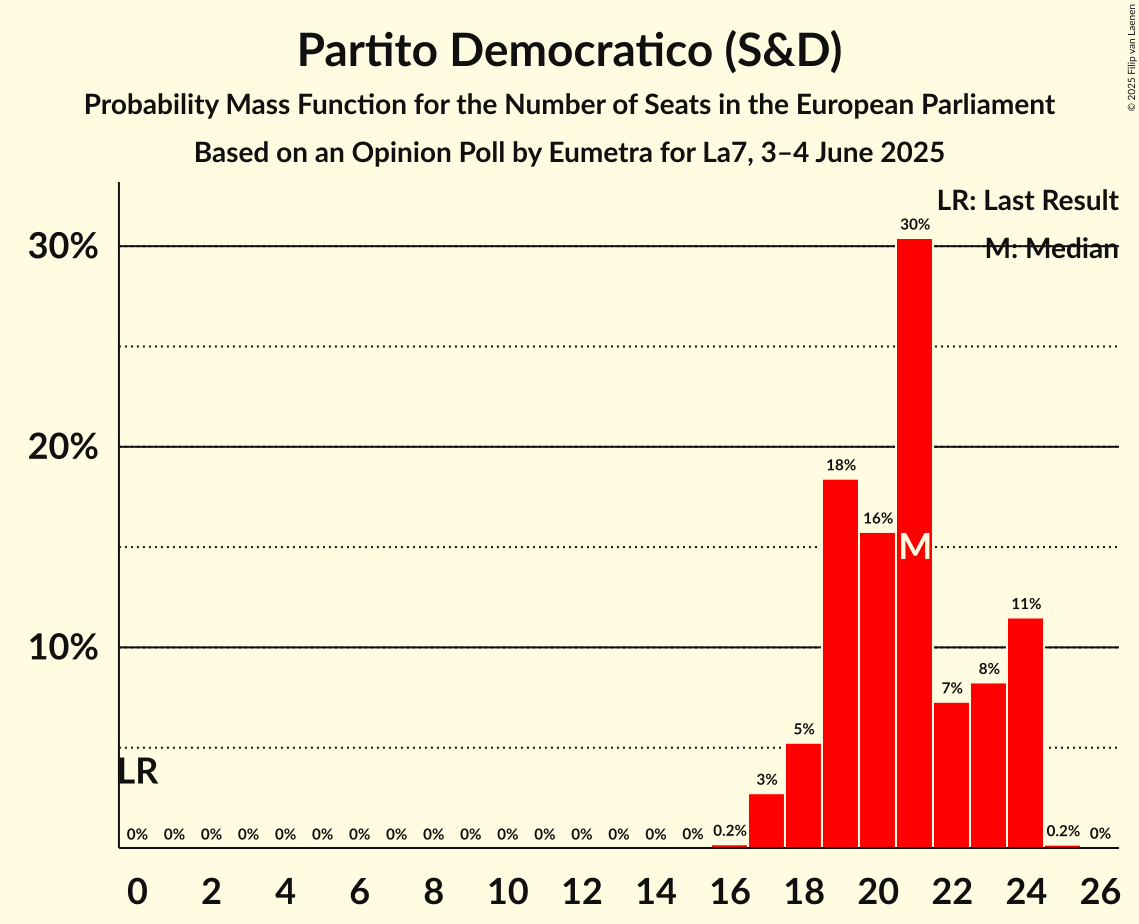 Partito Democratico (S&D)
Probability Mass Function for the Number of Seats in the European Parliament
Based on an Opinion Poll by Eumetra for La7, 3–4 June 2025
© 2025 Filip van Laenen
LR: Last Result
M: Median
30%
20%
10%
30%
18%
16%
M
11%
8%
7%
5%
3%
LR
0% 0% 0% 0% 0% 0% 0% 0% 0% 0% 0% 0% 0% 0% 0% 0% 0.2% 0.2% 0%
0 2 4 6 8 10 12 14 16 18 20 22 24 26